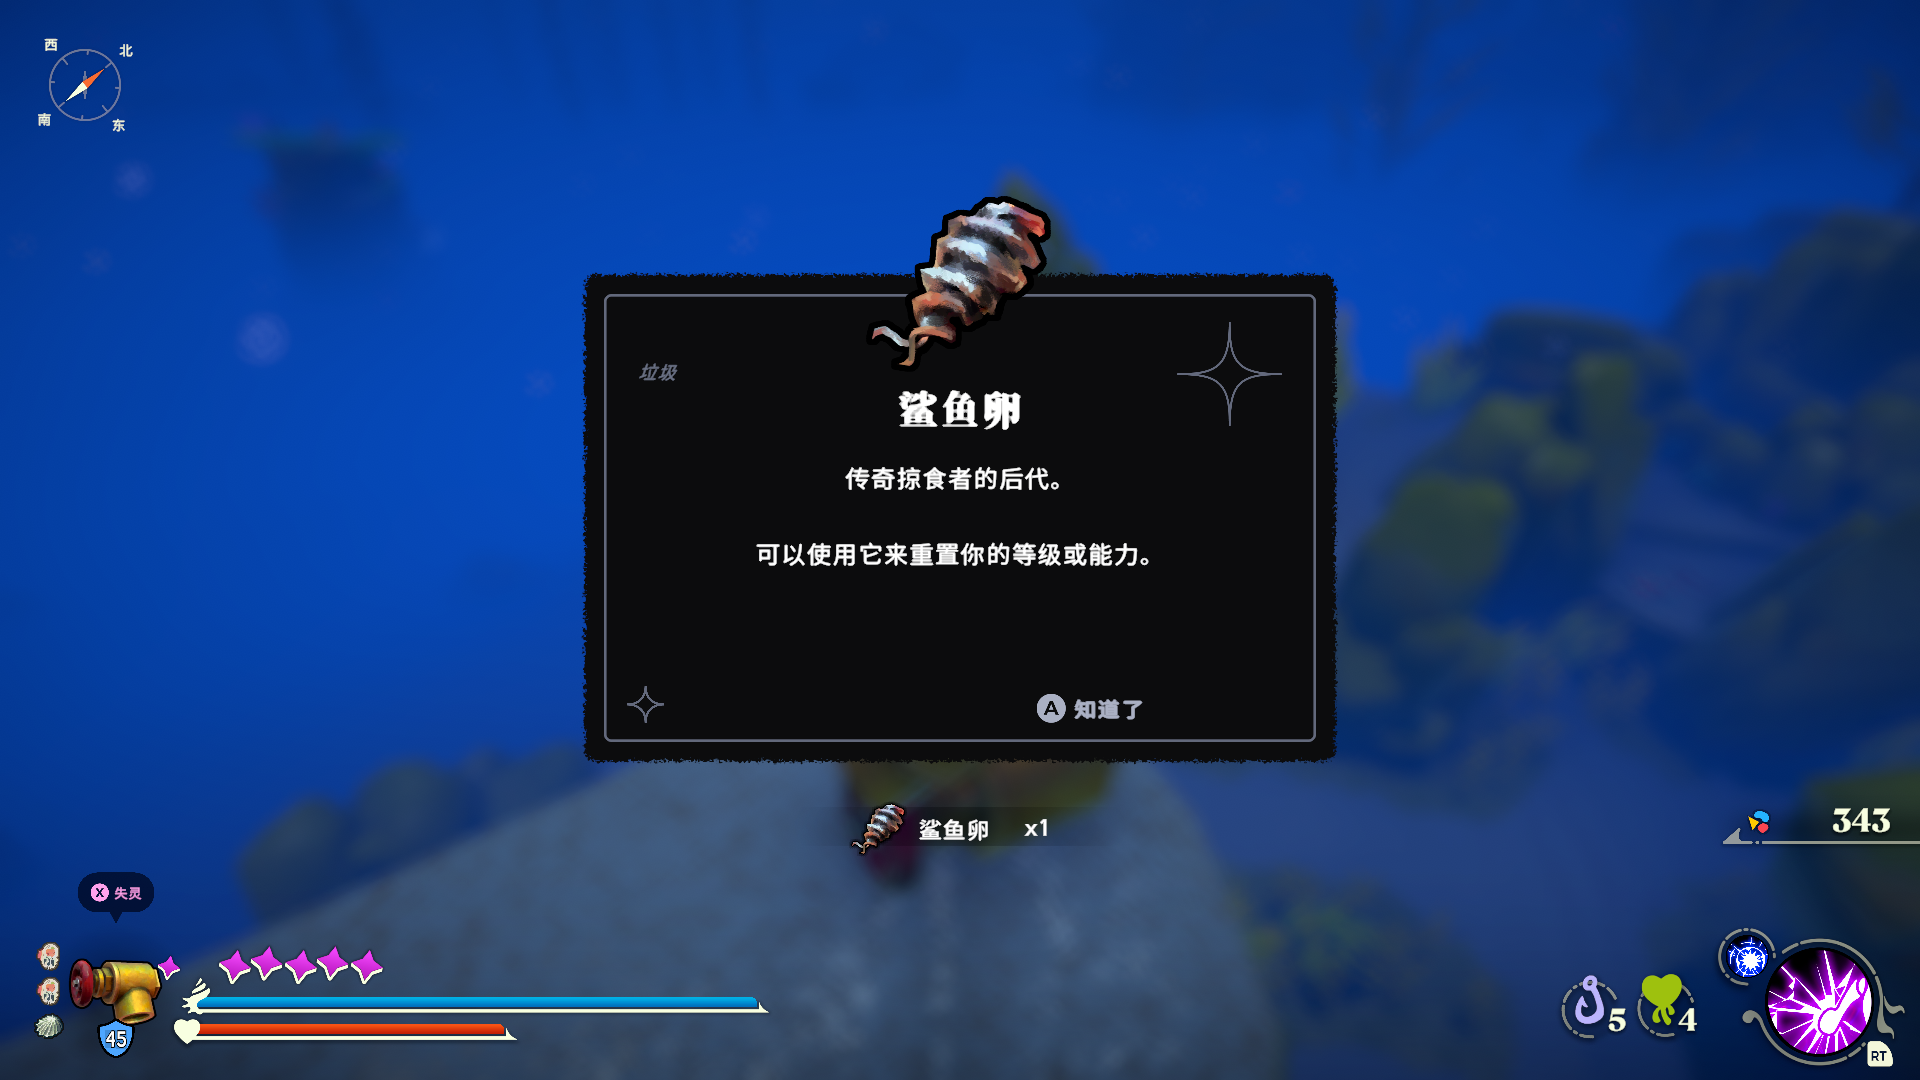 西
北
南
东
垃圾
鲨鱼卵
传奇掠食者的后代。
可以使用它来重置你的等级或能力。
A 知道了
鲨鱼卵 x1
343
X 失灵
45
5
4
RT